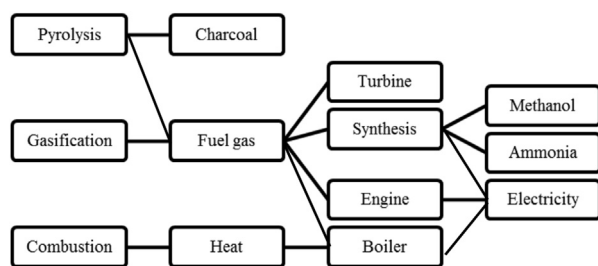 Pyrolysis
Charcoal
Turbine
Methanol
Synthesis
Gasification
Fuel gas
Ammonia
Engine
Electricity
Combustion
Heat
Boiler